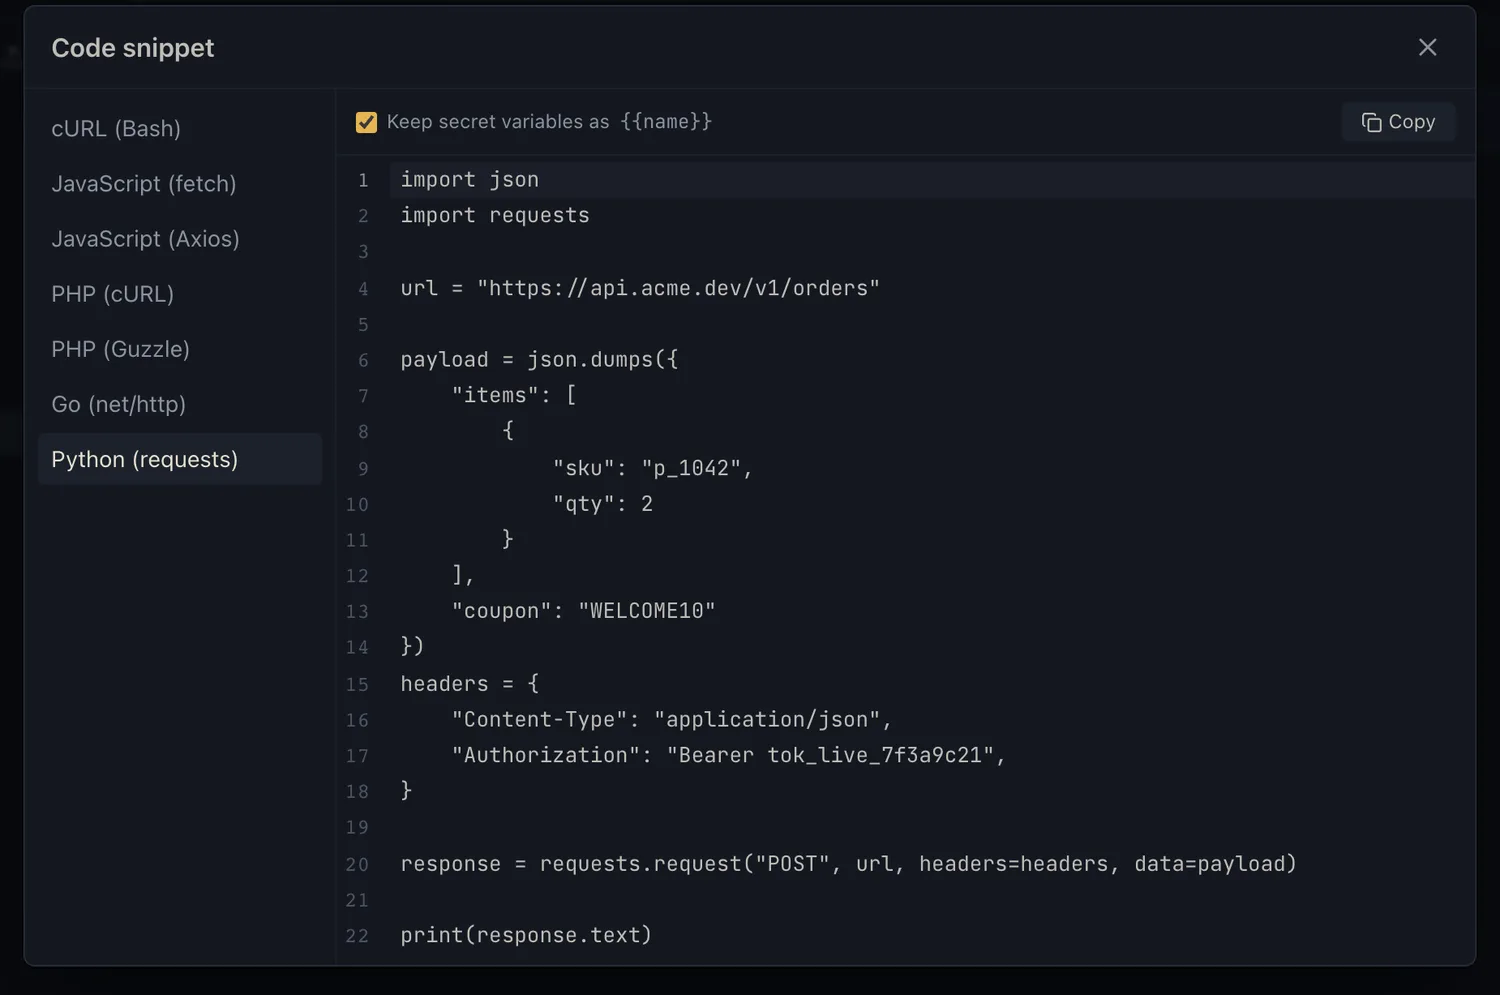 Code snippet
cURL (Bash)
JavaScript (fetch)
JavaScript (Axios)
PHP (cURL)
PHP (Guzzle)
Go (net/http)
Python (requests)
Keep secret variables as {{name}}
Copy
1 import json
2 import requests
3
4 url = "https://api.acme.dev/v1/orders"
5
6 payload = json.dumps({
7     "items": [
8         {
9             "sku": "p_1042",
10             "qty": 2
11         }
12     ],
13     "coupon": "WELCOME10"
14 })
15 headers = {
16     "Content-Type": "application/json",
17     "Authorization": "Bearer tok_live_7f3a9c21",
18 }
19
20 response = requests.request("POST", url, headers=headers, data=payload)
21
22 print(response.text)